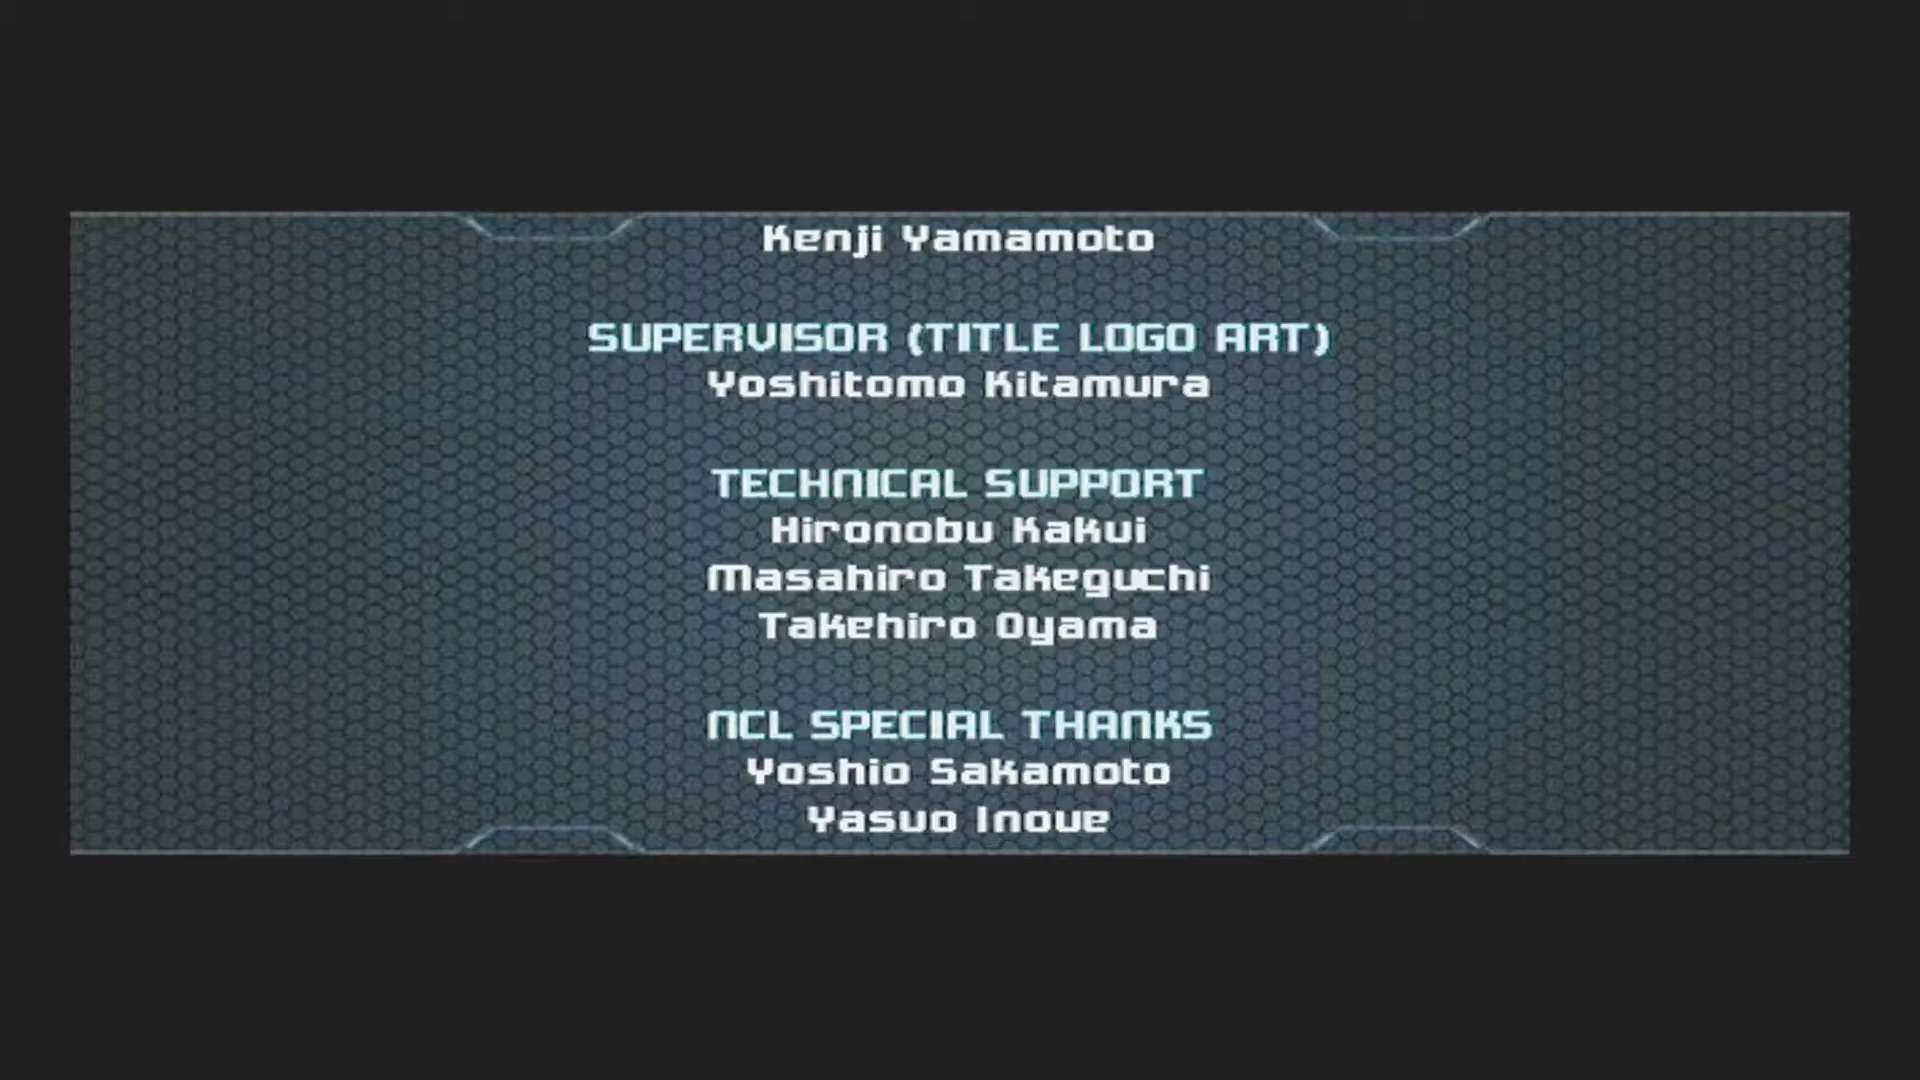 Kenji Yamamoto
SUPERVISOR (TITLE LOGO ART)
Yoshitomo Kitamura
TECHNICAL SUPPORT
Hironobu Kakui
Masahiro Takeguchi
Takehiro Oyama
NCL SPECIAL THANKS
Yoshio Sakamoto
Yasuo Inoue